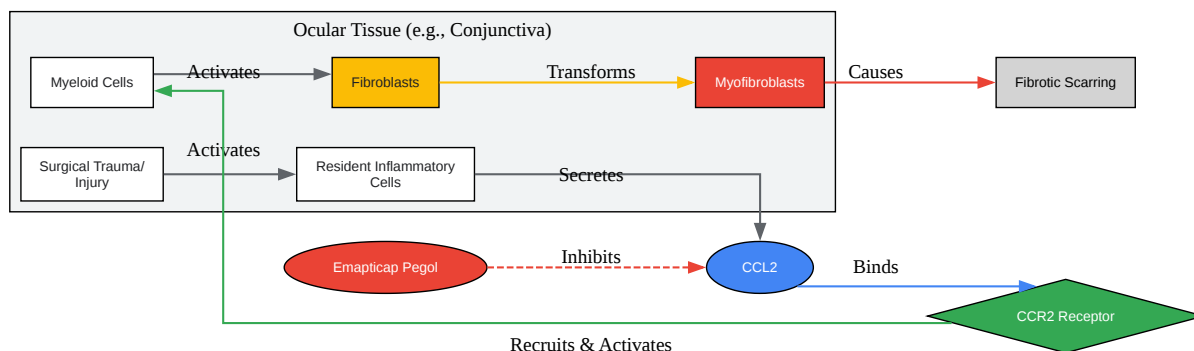 Ocular Tissue (e.g., Conjunctiva)
Myeloid Cells
Activates
Fibroblasts
Transforms
Myofibroblasts
Causes
Fibrotic Scarring
Surgical Trauma/
Injury
Activates
Resident Inflammatory
Cells
Secretes
Emapticap Pegol
Inhibits
CCL2
Binds
CCR2 Receptor
Recruits & Activates